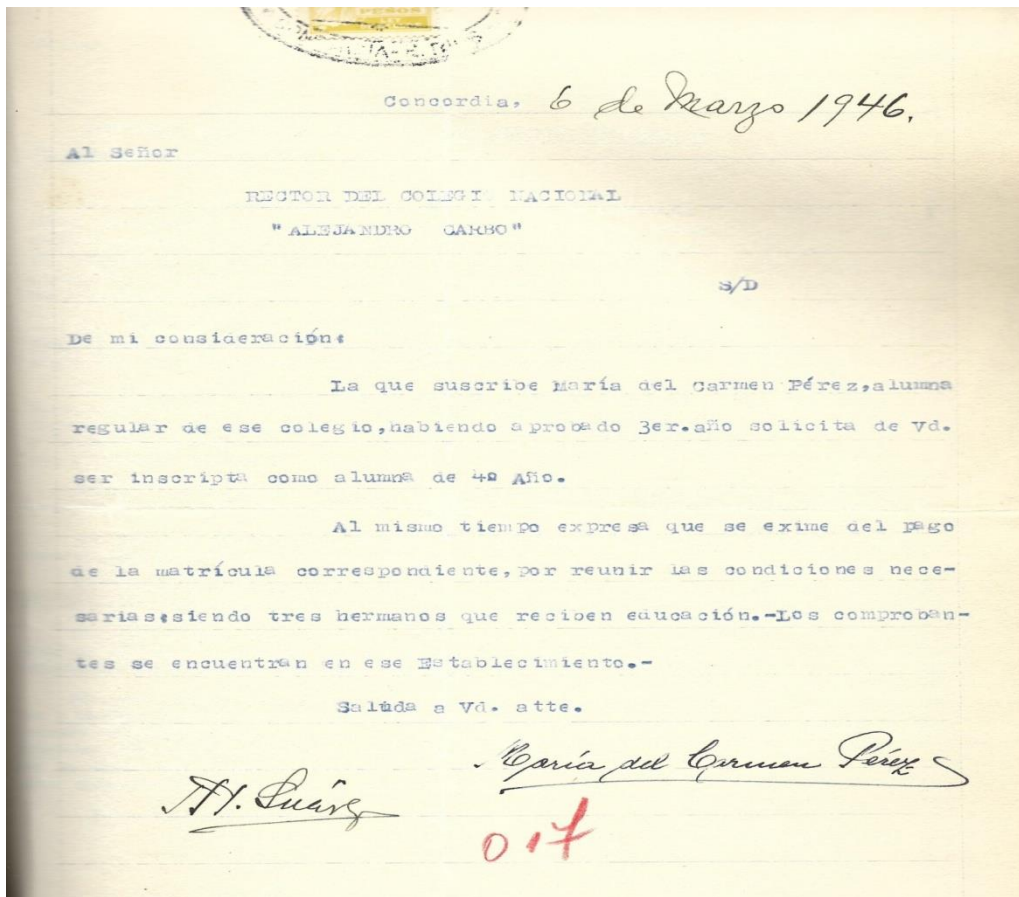 PESOS
LEY
Concordia, 6 de Marzo 1946.
Al Señor
RECTOR DEL COLEGI NACIONAL
"ALEJANDRO CARBO"
S/D
De mi consideración:
La que suscribe María del Carmen Pérez,alumna
regular de ese colegio,habiendo aprobado 3er.año solicita de Vd.
ser inscripta como alumna de 4º Año.
Al mismo tiempo expresa que se exime del pago
de la matrícula correspondiente,por reunir las condiciones nece-
sarias:siendo tres hermanos que reciben educación.-Los comproban-
tes se encuentran en ese Establecimiento.-
Salúda a Vd. atte.
María del Carmen Pérez
Suárez
017